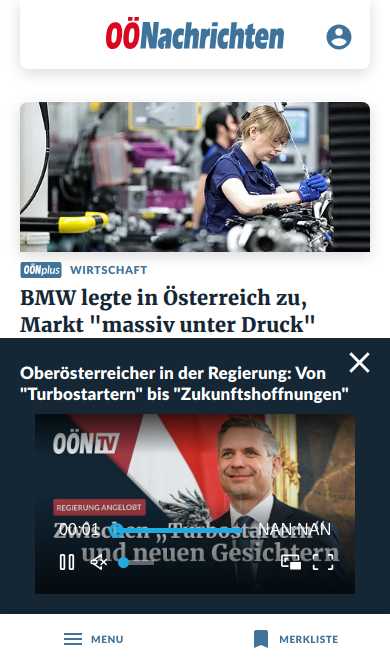 OÖNachrichten
OÖNplus WIRTSCHAFT
BMW legte in Österreich zu,
Markt "massiv unter Druck"
Oberösterreicher in der Regierung: Von
"Turbostartern" bis "Zukunftshoffnungen"
OÖN TV
REGIERUNG ANGELOBT
00:01
NAN:NAN
Zwischen „Turbostartern“
und neuen Gesichtern
MENU
MERKLISTE